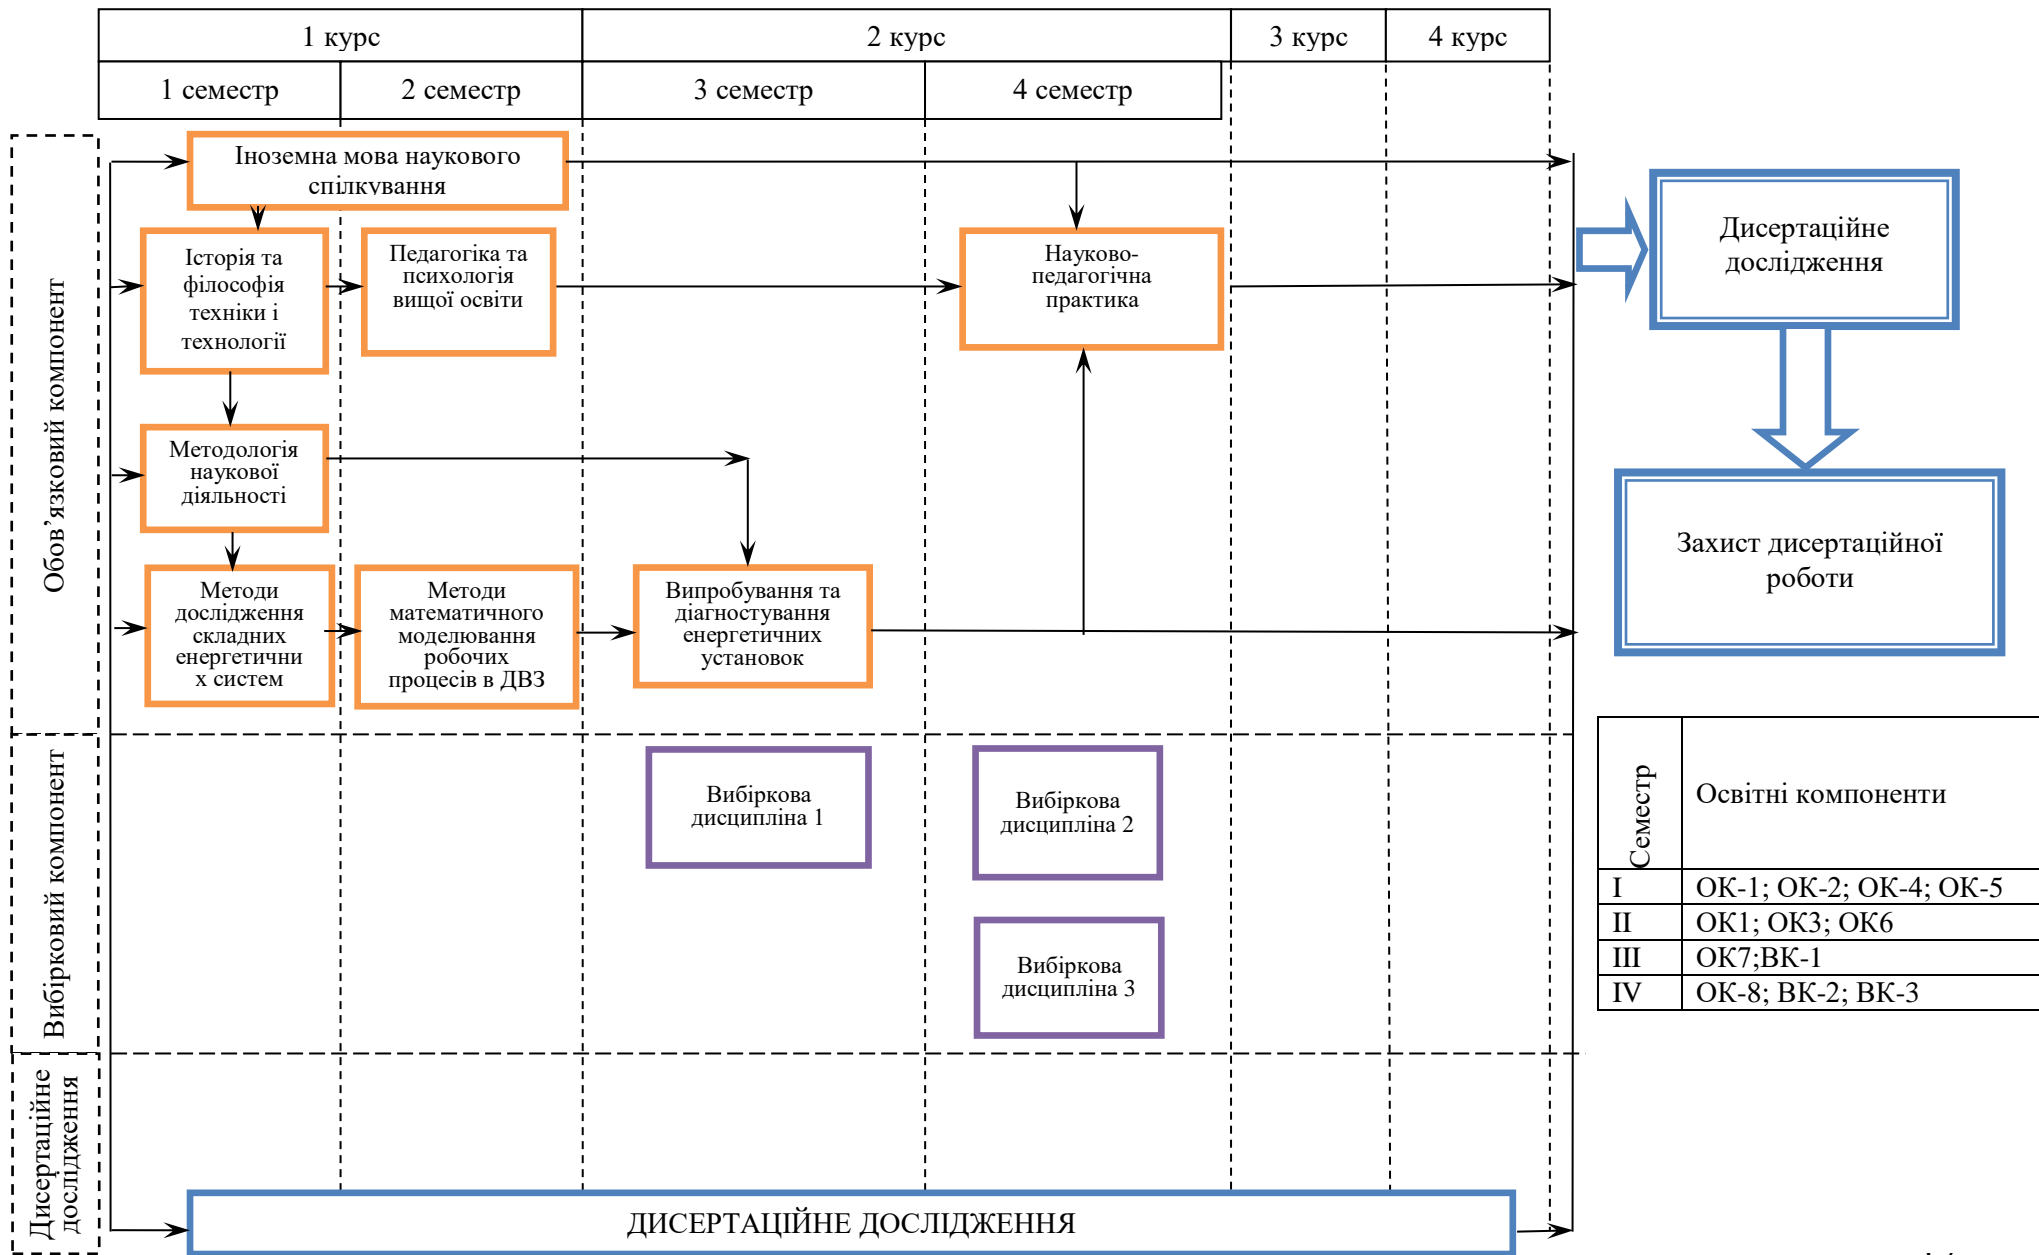 1 курс
2 курс
3 курс
4 курс
1 семестр
2 семестр
3 семестр
4 семестр
Обов’язковий компонент
Іноземна мова наукового
спілкування
Історія та
філософія
техніки і
технології
Педагогіка та
психологія
вищої освіти
Науково-
педагогічна
практика
Методологія
наукової
діяльності
Методи
дослідження
складних
енергетични
х систем
Методи
математичного
моделювання
робочих
процесів в ДВЗ
Випробування та
діагностування
енергетичних
установок
Дисертаційне
дослідження
Захист дисертаційної
роботи
Вибірковий компонент
Вибіркова
дисципліна 1
Вибіркова
дисципліна 2
Вибіркова
дисципліна 3
Семестр
Освітні компоненти
I
ОК-1; ОК-2; ОК-4; ОК-5
II
ОК1; ОК3; ОК6
III
ОК7;ВК-1
IV
ОК-8; ВК-2; ВК-3
Дисертаційне
дослідження
ДИСЕРТАЦІЙНЕ ДОСЛІДЖЕННЯ